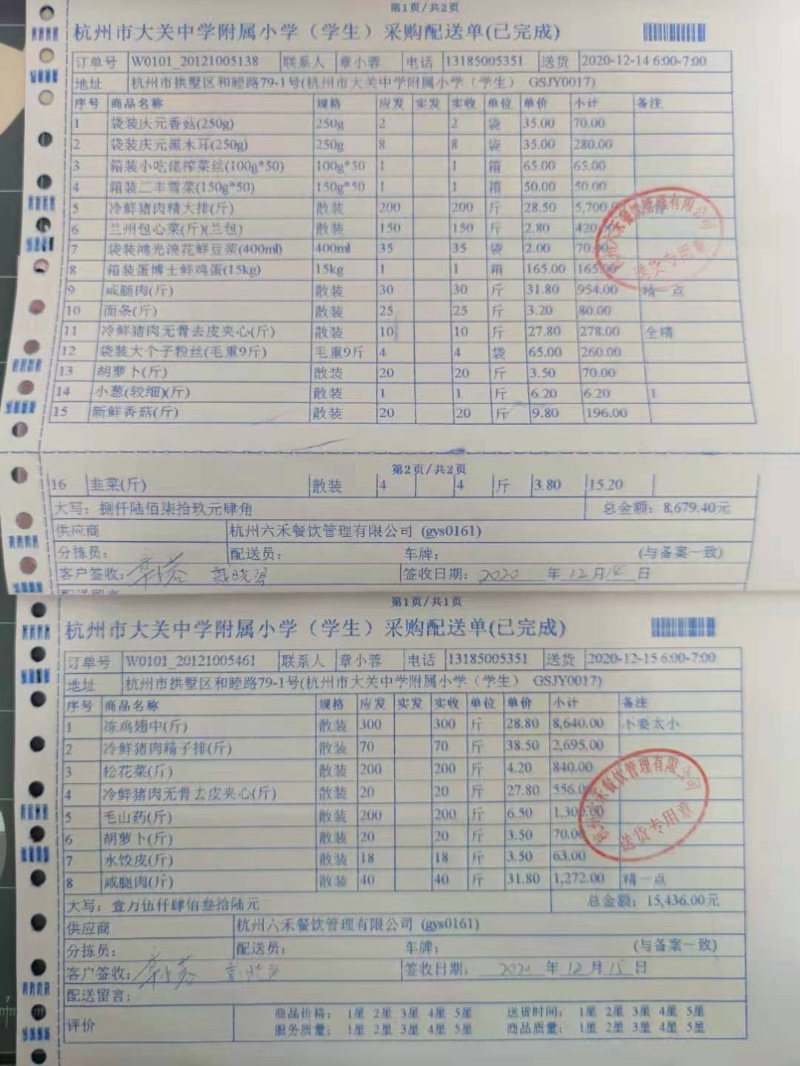 第1页/共2页
杭州市大关中学附属小学（学生）采购配送单(已完成)
订单号 W0101_20121005138 联系人 章小蓉 电话 13185005351 送货 2020-12-14 6:00-7:00
地址 杭州市拱墅区和睦路79-1号(杭州市大关中学附属小学（学生） GSJY0017)
序号 商品名称 规格 应发 实发 实收 单位 单价 小计 备注
1 袋装庆元香菇(250g) 250g 2 2 袋 35.00 70.00
2 袋装庆元黑木耳(250g) 250g 8 8 袋 35.00 280.00
3 箱装小吃佬榨菜丝(100g*50) 100g*50 1 1 箱 65.00 65.00
4 箱装二丰雪菜(150g*50) 150g*50 1 1 箱 50.00 50.00
5 冷鲜猪肉精大排(斤) 散装 200 200 斤 28.50 5,700
6 兰州包心菜(斤)(兰包) 散装 150 150 斤 2.80 420
7 袋装鸿光浪花鲜豆浆(400ml) 400ml 35 35 袋 2.00 70
8 箱装蛋博士鲜鸡蛋(15kg) 15kg 1 1 箱 165.00 165
9 咸腿肉(斤) 散装 30 30 斤 31.80 954.00 精一点
10 面条(斤) 散装 25 25 斤 3.20 80.00
11 冷鲜猪肉无骨去皮夹心(斤) 散装 10 10 斤 27.80 278.00 全精
12 袋装大个子粉丝(毛重9斤) 毛重9斤 4 4 袋 65.00 260.00
13 胡萝卜(斤) 散装 20 20 斤 3.50 70.00
14 小葱(较细)(斤) 散装 1 1 斤 6.20 6.20 1
15 新鲜香菇(斤) 散装 20 20 斤 9.80 196.00
第2页/共2页
16 韭菜(斤) 散装 4 4 斤 3.80 15.20
大写：捌仟陆佰柒拾玖元肆角 总金额：8,679.40元
供应商 杭州六禾餐饮管理有限公司 (gys0161)
分拣员： 配送员： 车牌： (与备案一致)
客户签收： 签收日期： 2020 年 12 月 14 日
第1页/共1页
杭州市大关中学附属小学（学生）采购配送单(已完成)
订单号 W0101_20121005461 联系人 章小蓉 电话 13185005351 送货 2020-12-15 6:00-7:00
地址 杭州市拱墅区和睦路79-1号(杭州市大关中学附属小学（学生） GSJY0017)
序号 商品名称 规格 应发 实发 实收 单位 单价 小计 备注
1 冻鸡翅中(斤) 散装 300 300 斤 28.80 8,640.00 不要太小
2 冷鲜猪肉精子排(斤) 散装 70 70 斤 38.50 2,695.00
3 松花菜(斤) 散装 200 200 斤 4.20 840.00
4 冷鲜猪肉无骨去皮夹心(斤) 散装 20 20 斤 27.80 556.0
5 毛山药(斤) 散装 200 200 斤 6.50 1,300
6 胡萝卜(斤) 散装 20 20 斤 3.50 70.00
7 水饺皮(斤) 散装 18 18 斤 3.50 63.00
8 咸腿肉(斤) 散装 40 40 斤 31.80 1,272.00 精一点
大写：壹万伍仟肆佰叁拾陆元 总金额：15,436.00元
供应商 杭州六禾餐饮管理有限公司 (gys0161)
分拣员： 配送员： 车牌： (与备案一致)
客户签收： 签收日期： 2020 年 12 月 15 日
配送留言：
评价 商品价格： 1星 2星 3星 4星 5星 送货时间： 1星 2星 3星 4星 5星
服务质量： 1星 2星 3星 4星 5星 商品质量： 1星 2星 3星 4星 5星
杭州六禾餐饮管理有限公司
送货专用章